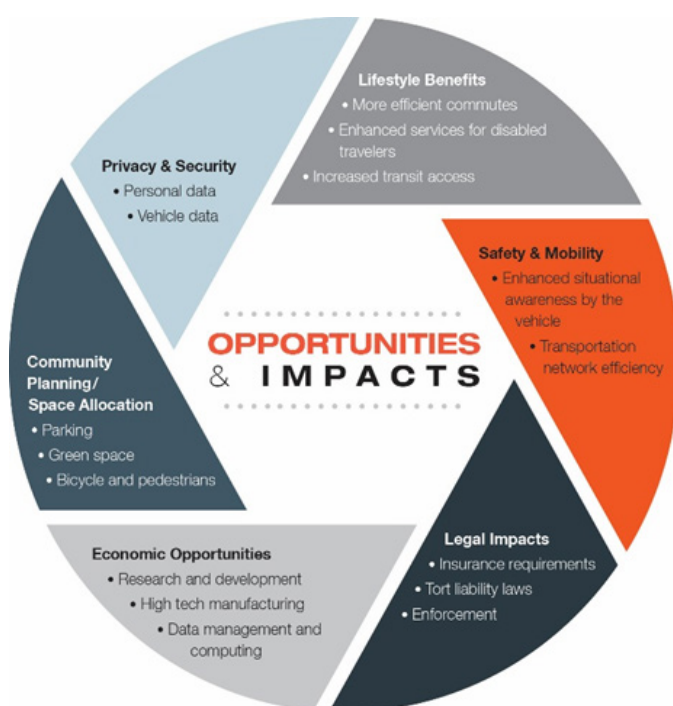 Lifestyle Benefits
• More efficient commutes
• Enhanced services for disabled
travelers
• Increased transit access
Safety & Mobility
• Enhanced situational
awareness by the
vehicle
• Transportation
network efficiency
Legal Impacts
• Insurance requirements
• Tort liability laws
• Enforcement
Economic Opportunities
• Research and development
• High tech manufacturing
• Data management and
computing
Community
Planning/
Space Allocation
• Parking
• Green space
• Bicycle and pedestrians
Privacy & Security
• Personal data
• Vehicle data
OPPORTUNITIES
& IMPACTS